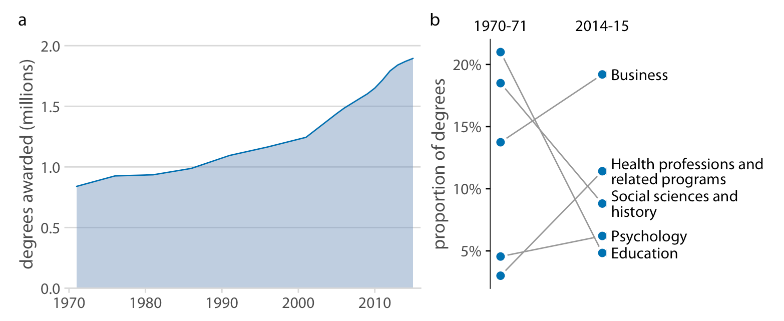 a
degrees awarded (millions)
2.0
1.5
1.0
0.5
0.0
1970
1980
1990
2000
2010
b
1970-71
2014-15
proportion of degrees
20%
15%
10%
5%
Business
Health professions and
related programs
Social sciences and
history
Psychology
Education